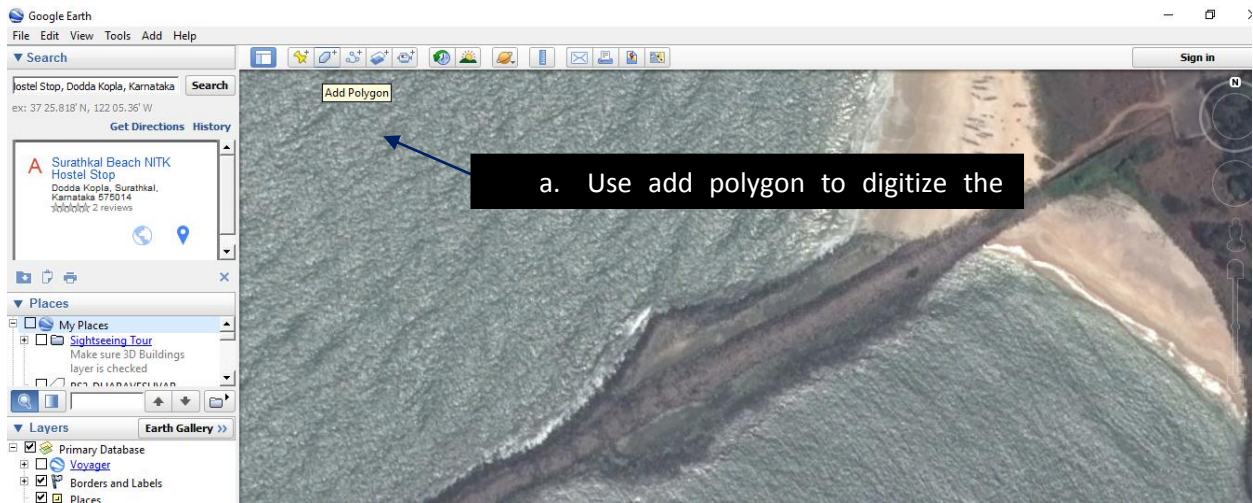 Google Earth
File Edit View Tools Add Help
▼ Search
Sign in
ostel Stop, Dodda Kopla, Karnataka Search
Add Polygon
N
ex: 37 25.818' N, 122 05.36' W
Get Directions History
A Surathkal Beach NITK
Hostel Stop
Dodda Kopla, Surathkal,
Karnataka 575014
2 reviews
a. Use add polygon to digitize the
▼ Places
My Places
Sightseeing Tour
Make sure 3D Buildings
layer is checked
▼ Layers Earth Gallery >>
Primary Database
Voyager
Borders and Labels
Places